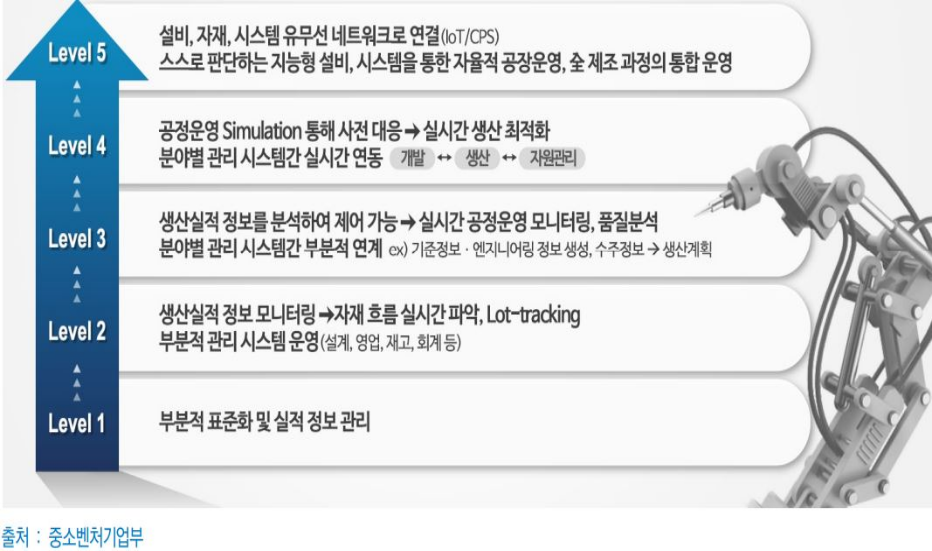 Level 5
설비, 자재, 시스템 유무선 네트워크로 연결(IoT/CPS)
스스로 판단하는 지능형 설비, 시스템을 통한 자율적 공장운영, 全 제조 과정의 통합 운영
Level 4
공정운영 Simulation 통해 사전 대응 → 실시간 생산 최적화
분야별 관리 시스템간 실시간 연동 개발 ↔ 생산 ↔ 자원관리
Level 3
생산실적 정보를 분석하여 제어 가능 → 실시간 공정운영 모니터링, 품질분석
분야별 관리 시스템간 부분적 연계 ex) 기준정보 · 엔지니어링 정보 생성, 수주정보 → 생산계획
Level 2
생산실적 정보 모니터링 →자재 흐름 실시간 파악, Lot-tracking
부분적 관리 시스템 운영(설계, 영업, 재고, 회계 등)
Level 1
부분적 표준화 및 실적 정보 관리
출처 : 중소벤처기업부